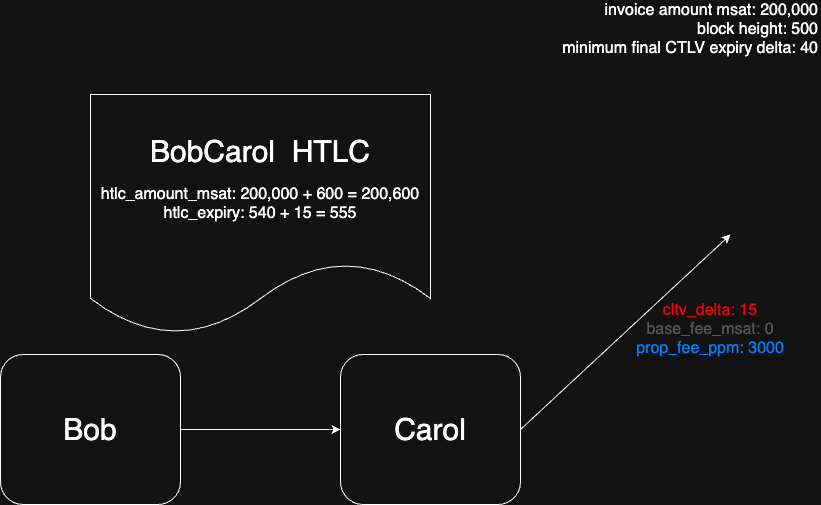 invoice amount msat: 200,000
block height: 500
minimum final CTLV expiry delta: 40
BobCarol HTLC
htlc_amount_msat: 200,000 + 600 = 200,600
htlc_expiry: 540 + 15 = 555
cltv_delta: 15
base_fee_msat: 0
prop_fee_ppm: 3000
Bob
Carol